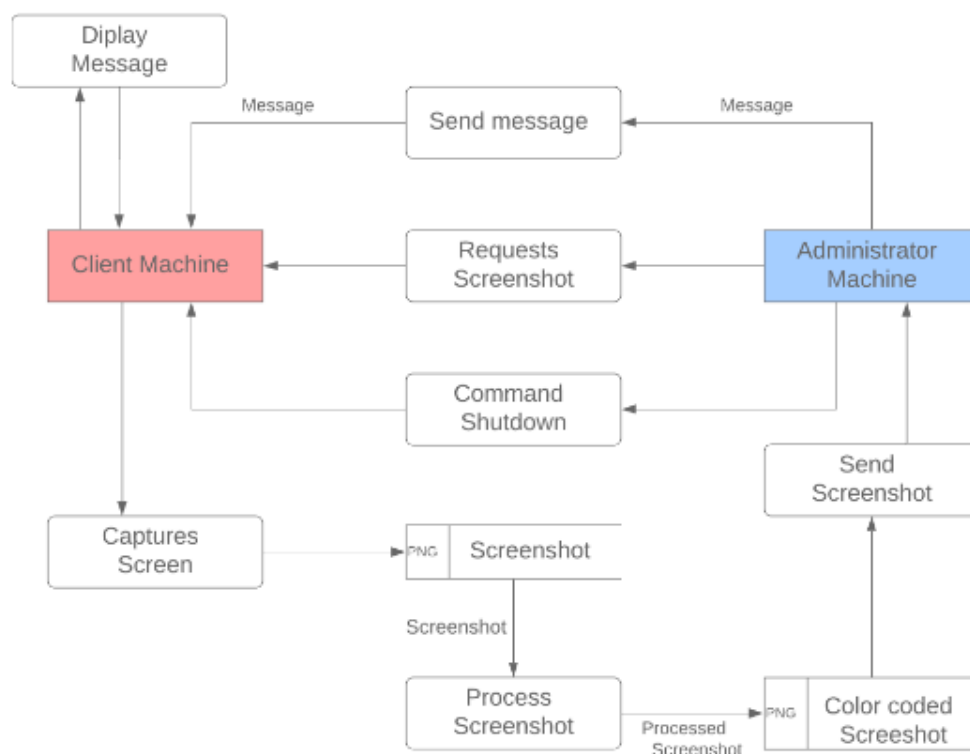 Diplay
Message
Message
Send message
Message
Client Machine
Requests
Screenshot
Administrator
Machine
Command
Shutdown
Send
Screenshot
Captures
Screen
PNG
Screenshot
Screenshot
Process
Screenshot
Processed
Screenshot
PNG
Color coded
Screeshot